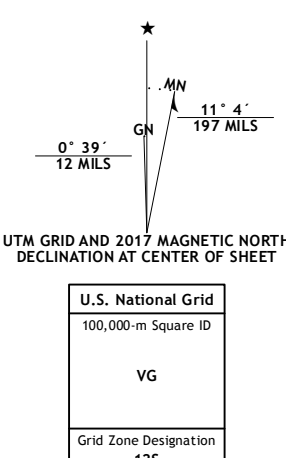 ★
MN
11° 4´
197 MILS
GN
0° 39´
12 MILS
UTM GRID AND 2017 MAGNETIC NORTH
DECLINATION AT CENTER OF SHEET
U.S. National Grid
100,000-m Square ID
VG
Grid Zone Designation